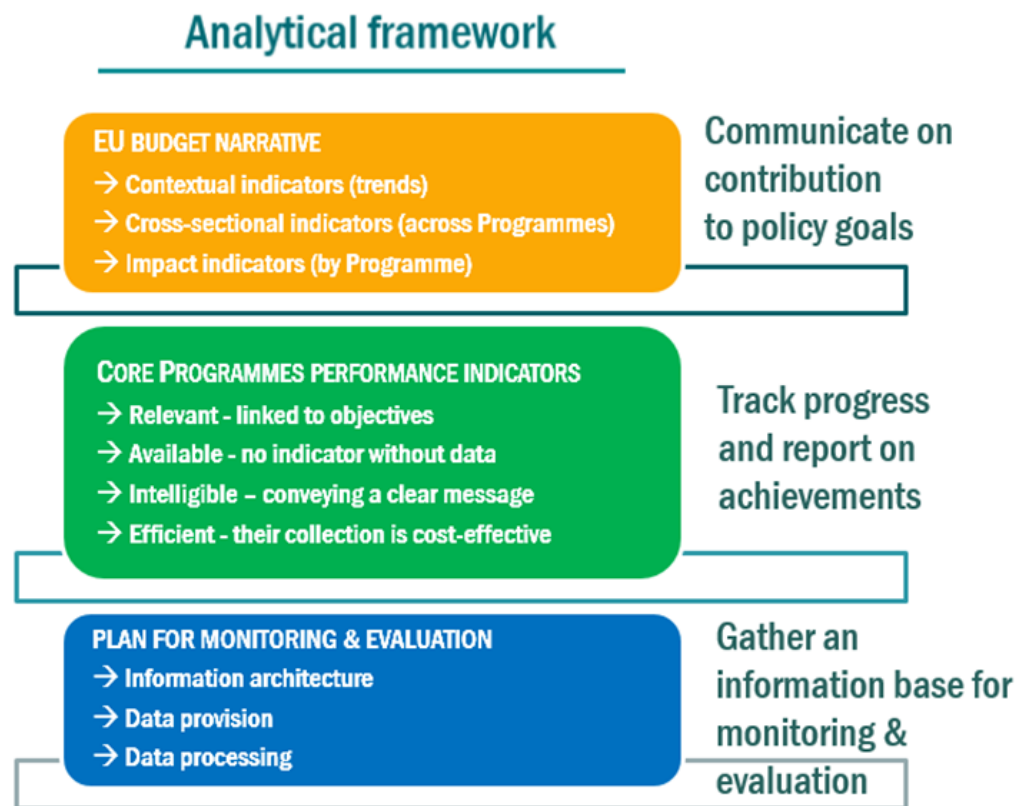 Analytical framework
EU BUDGET NARRATIVE
→ Contextual indicators (trends)
→ Cross-sectional indicators (across Programmes)
→ Impact indicators (by Programme)
Communicate on
contribution
to policy goals
CORE PROGRAMMES PERFORMANCE INDICATORS
→ Relevant - linked to objectives
→ Available - no indicator without data
→ Intelligible – conveying a clear message
→ Efficient - their collection is cost-effective
Track progress
and report on
achievements
PLAN FOR MONITORING & EVALUATION
→ Information architecture
→ Data provision
→ Data processing
Gather an
information base for
monitoring &
evaluation